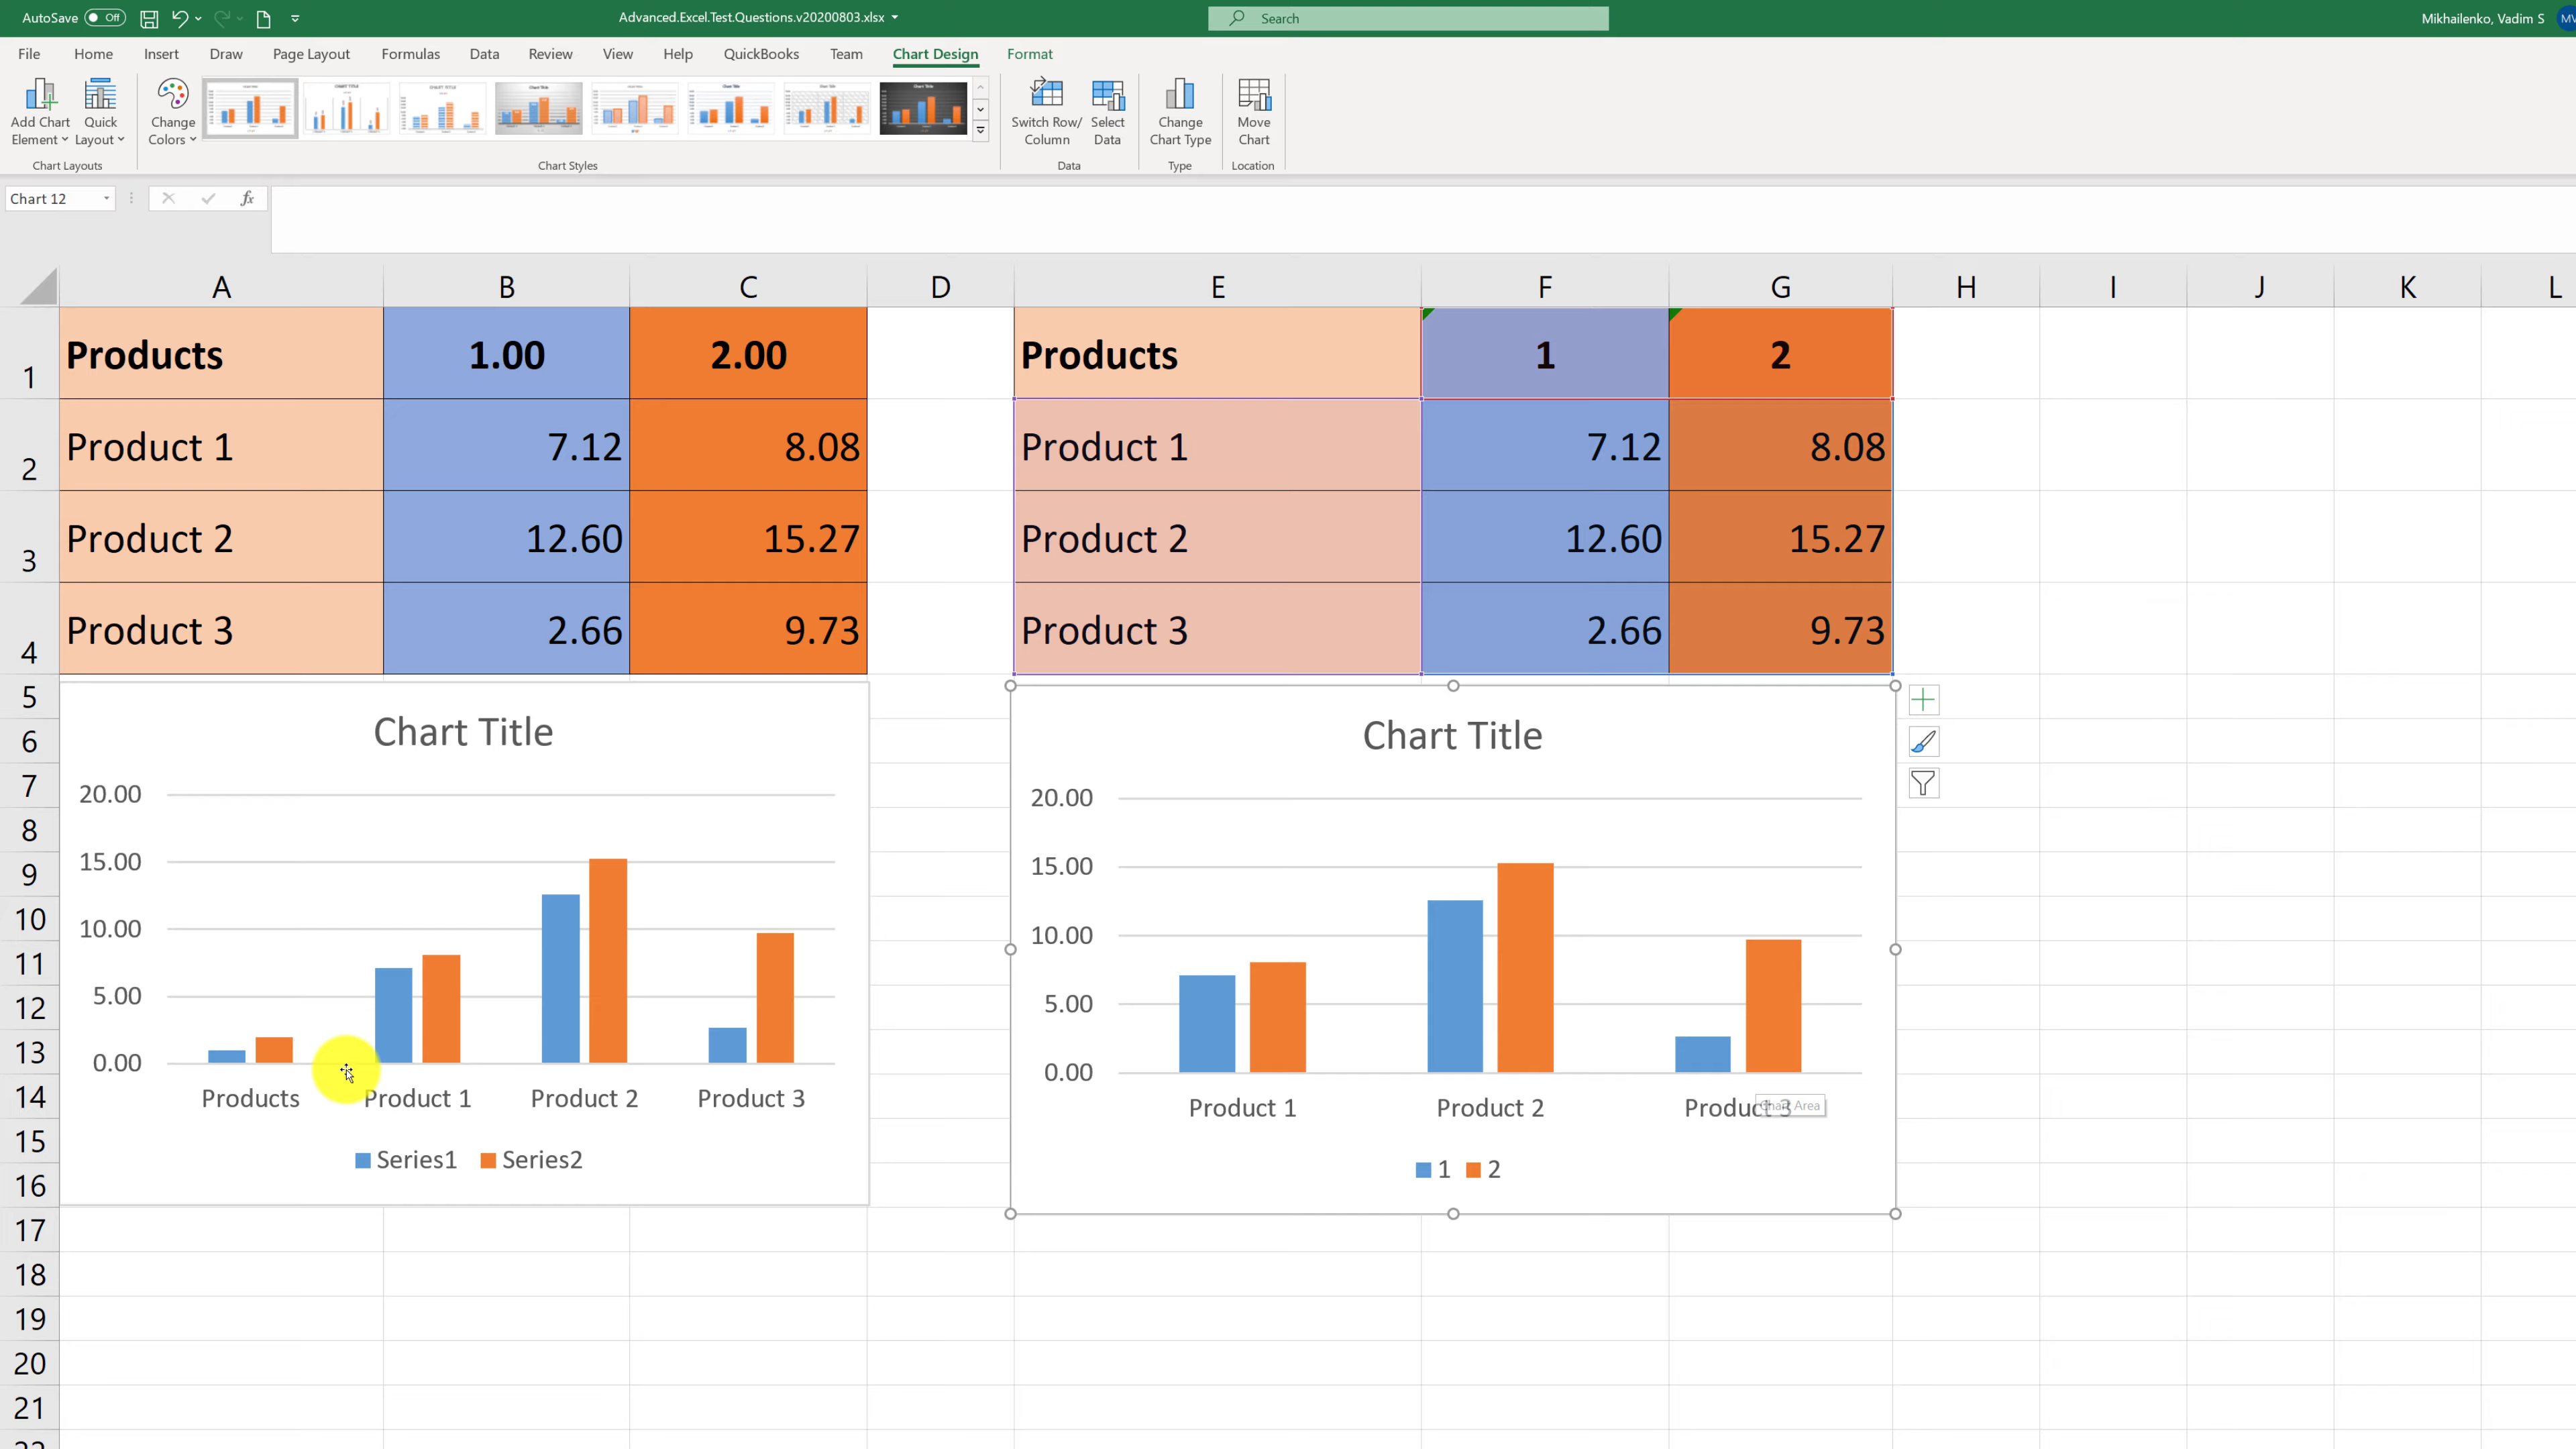 AutoSave Off Advanced.Excel.Test.Questions.v20200803.xlsx Search Mikhailenko, Vadim S MV
File Home Insert Draw Page Layout Formulas Data Review View Help QuickBooks Team Chart Design Format
Add Chart Element Quick Layout Change Colors Switch Row/ Column Select Data Change Chart Type Move Chart
Chart Layouts Chart Styles Data Type Location
Chart 12 fx
A B C D E F G H I J K L
1 Products 1.00 2.00 Products 1 2
2 Product 1 7.12 8.08 Product 1 7.12 8.08
3 Product 2 12.60 15.27 Product 2 12.60 15.27
4 Product 3 2.66 9.73 Product 3 2.66 9.73
5
6
7
8
9
10
11
12
13
14
15
16
17
18
19
20
21
22
Chart Title
20.00
15.00
10.00
5.00
0.00
Products Product 1 Product 2 Product 3
Series1 Series2
Chart Title
20.00
15.00
10.00
5.00
0.00
Product 1 Product 2 Product 3
Chart Area
1 2